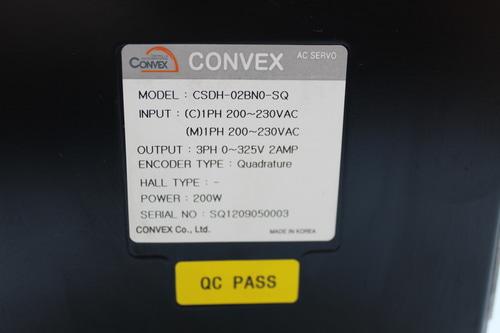 CONVEX
CONVEX
AC SERVO
MODEL : CSDH-02BN0-SQ
INPUT : (C)1PH 200~230VAC
(M)1PH 200~230VAC
OUTPUT : 3PH 0~325V 2AMP
ENCODER TYPE : Quadrature
HALL TYPE : -
POWER : 200W
SERIAL NO : SQ1209050003
CONVEX Co., Ltd.
MADE IN KOREA
QC PASS